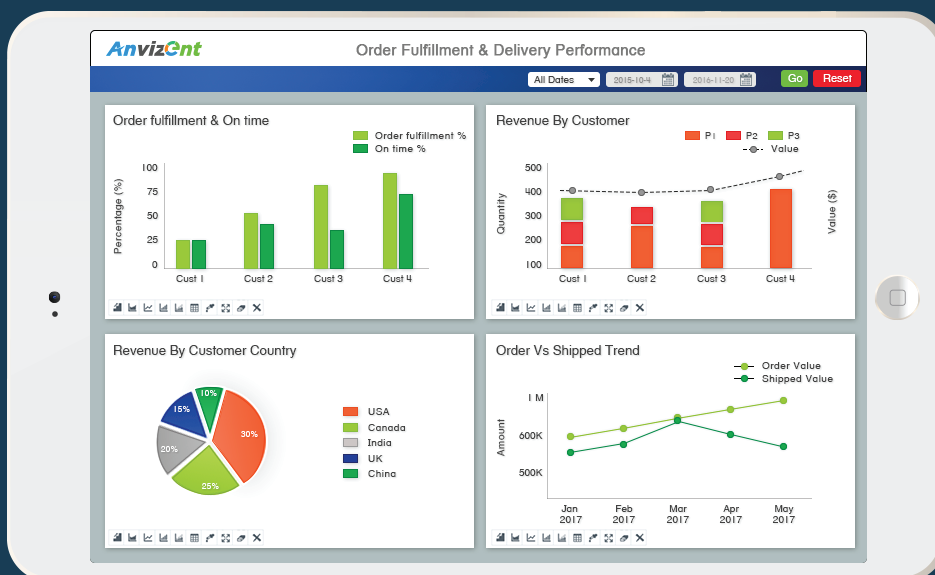 AnvizEnt
Order Fulfillment & Delivery Performance
All Dates
2015-10-4
2016-11-20
Go
Reset
Order fulfillment & On time
Order fulfillment %
On time %
Percentage (%)
100
75
50
25
0
Cust 1
Cust 2
Cust 3
Cust 4
Revenue By Customer
P1
P2
P3
Value
Quantity
500
400
300
200
100
Value ($)
Cust 1
Cust 2
Cust 3
Cust 4
Revenue By Customer Country
10%
15%
30%
20%
25%
USA
Canada
India
UK
China
Order Vs Shipped Trend
Order Value
Shipped Value
Amount
1 M
600K
500K
Jan
2017
Feb
2017
Mar
2017
Apr
2017
May
2017